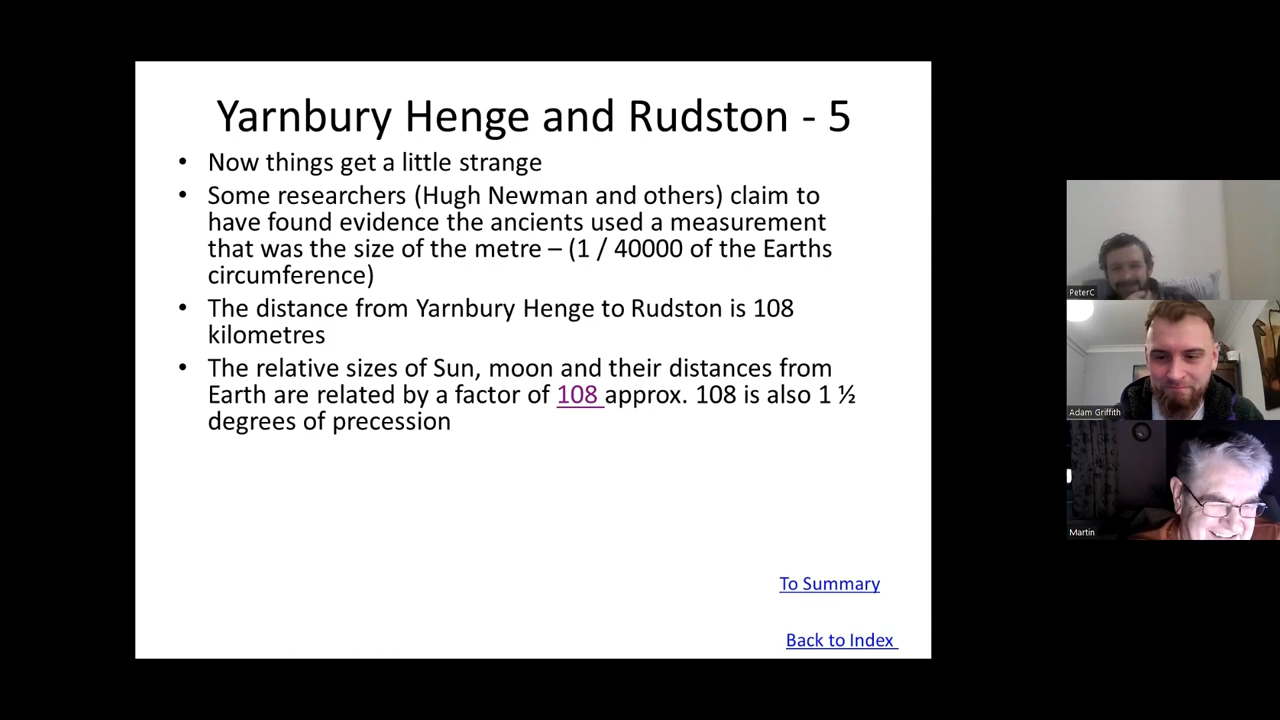 Yarnbury Henge and Rudston - 5
• Now things get a little strange
• Some researchers (Hugh Newman and others) claim to
have found evidence the ancients used a measurement
that was the size of the metre – (1 / 40000 of the Earths
circumference)
• The distance from Yarnbury Henge to Rudston is 108
kilometres
• The relative sizes of Sun, moon and their distances from
Earth are related by a factor of 108 approx. 108 is also 1 ½
degrees of precession
To Summary
Back to Index
PeterC
Adam Griffith
Martin